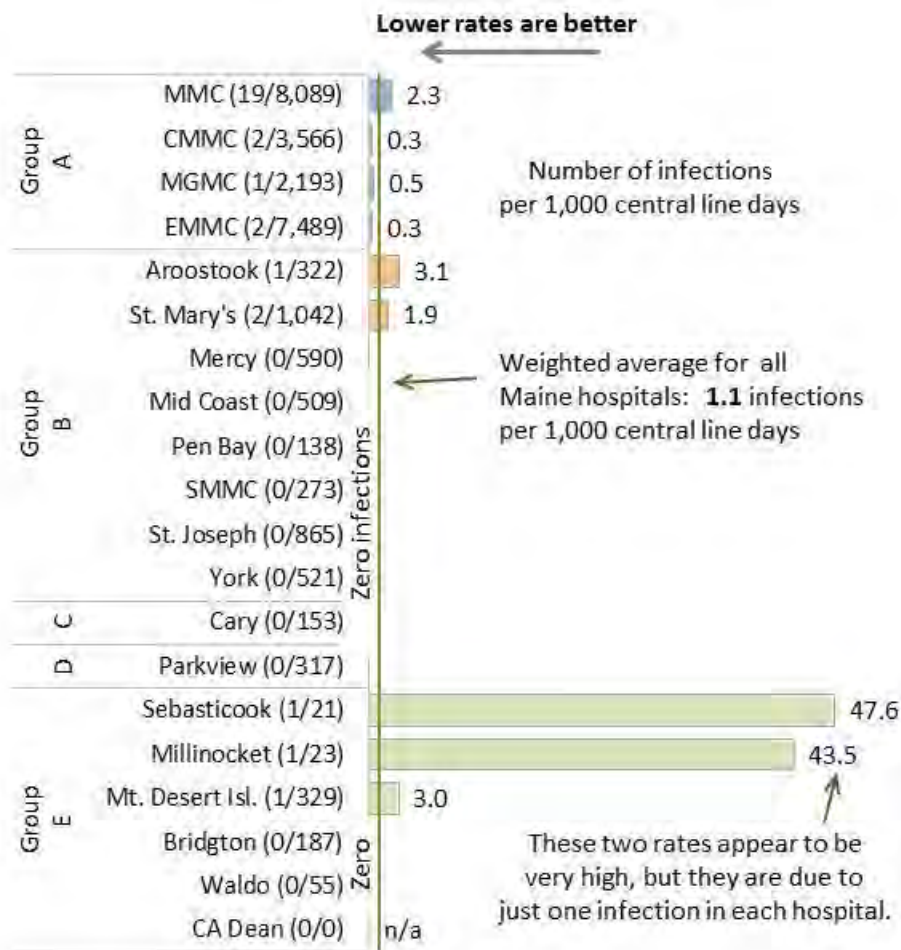 Lower rates are better
Group A
MMC (19/8,089) 2.3
CMMC (2/3,566) 0.3
MGMC (1/2,193) 0.5
EMMC (2/7,489) 0.3
Number of infections
per 1,000 central line days
Group B
Aroostook (1/322) 3.1
St. Mary's (2/1,042) 1.9
Mercy (0/590)
Mid Coast (0/509)
Pen Bay (0/138)
SMMC (0/273)
St. Joseph (0/865)
York (0/521)
Zero infections
Weighted average for all
Maine hospitals: 1.1 infections
per 1,000 central line days
C
Cary (0/153)
D
Parkview (0/317)
Group E
Sebasticook (1/21) 47.6
Millinocket (1/23) 43.5
Mt. Desert Isl. (1/329) 3.0
Bridgton (0/187)
Waldo (0/55)
CA Dean (0/0) n/a
Zero
These two rates appear to be
very high, but they are due to
just one infection in each hospital.